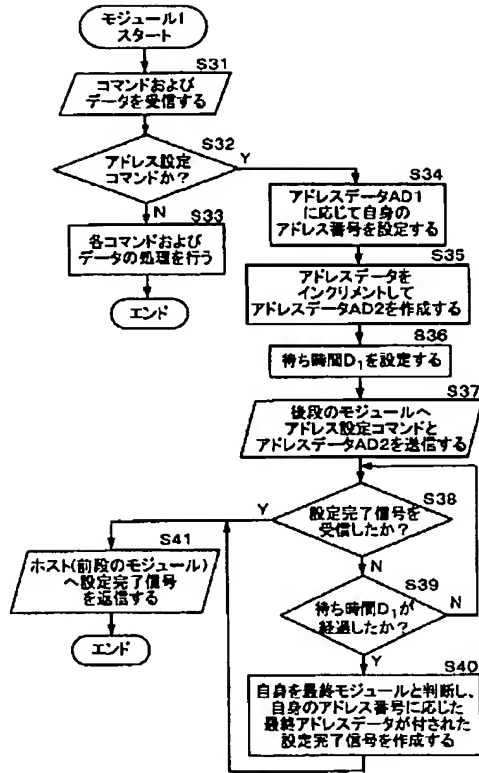 モジュール1
スタート
S31
コマンドおよび
データを受信する
S32
アドレス設定
コマンドか?
Y
N
S33
各コマンドおよび
データの処理を行う
エンド
S34
アドレスデータAD1
に応じて自身の
アドレス番号を設定する
S35
アドレスデータを
インクリメントして
アドレスデータAD2を作成する
S36
待ち時間D1を設定する
S37
後段のモジュールへ
アドレス設定コマンドと
アドレスデータAD2を送信する
S38
設定完了信号を
受信したか?
Y
N
S41
ホスト(前段のモジュール)
へ設定完了信号
を返信する
エンド
S39
待ち時間D1が
経過したか?
N
Y
S40
自身を最終モジュールと判断し、
自身のアドレス番号に応じた
最終アドレスデータが付された
設定完了信号を作成する